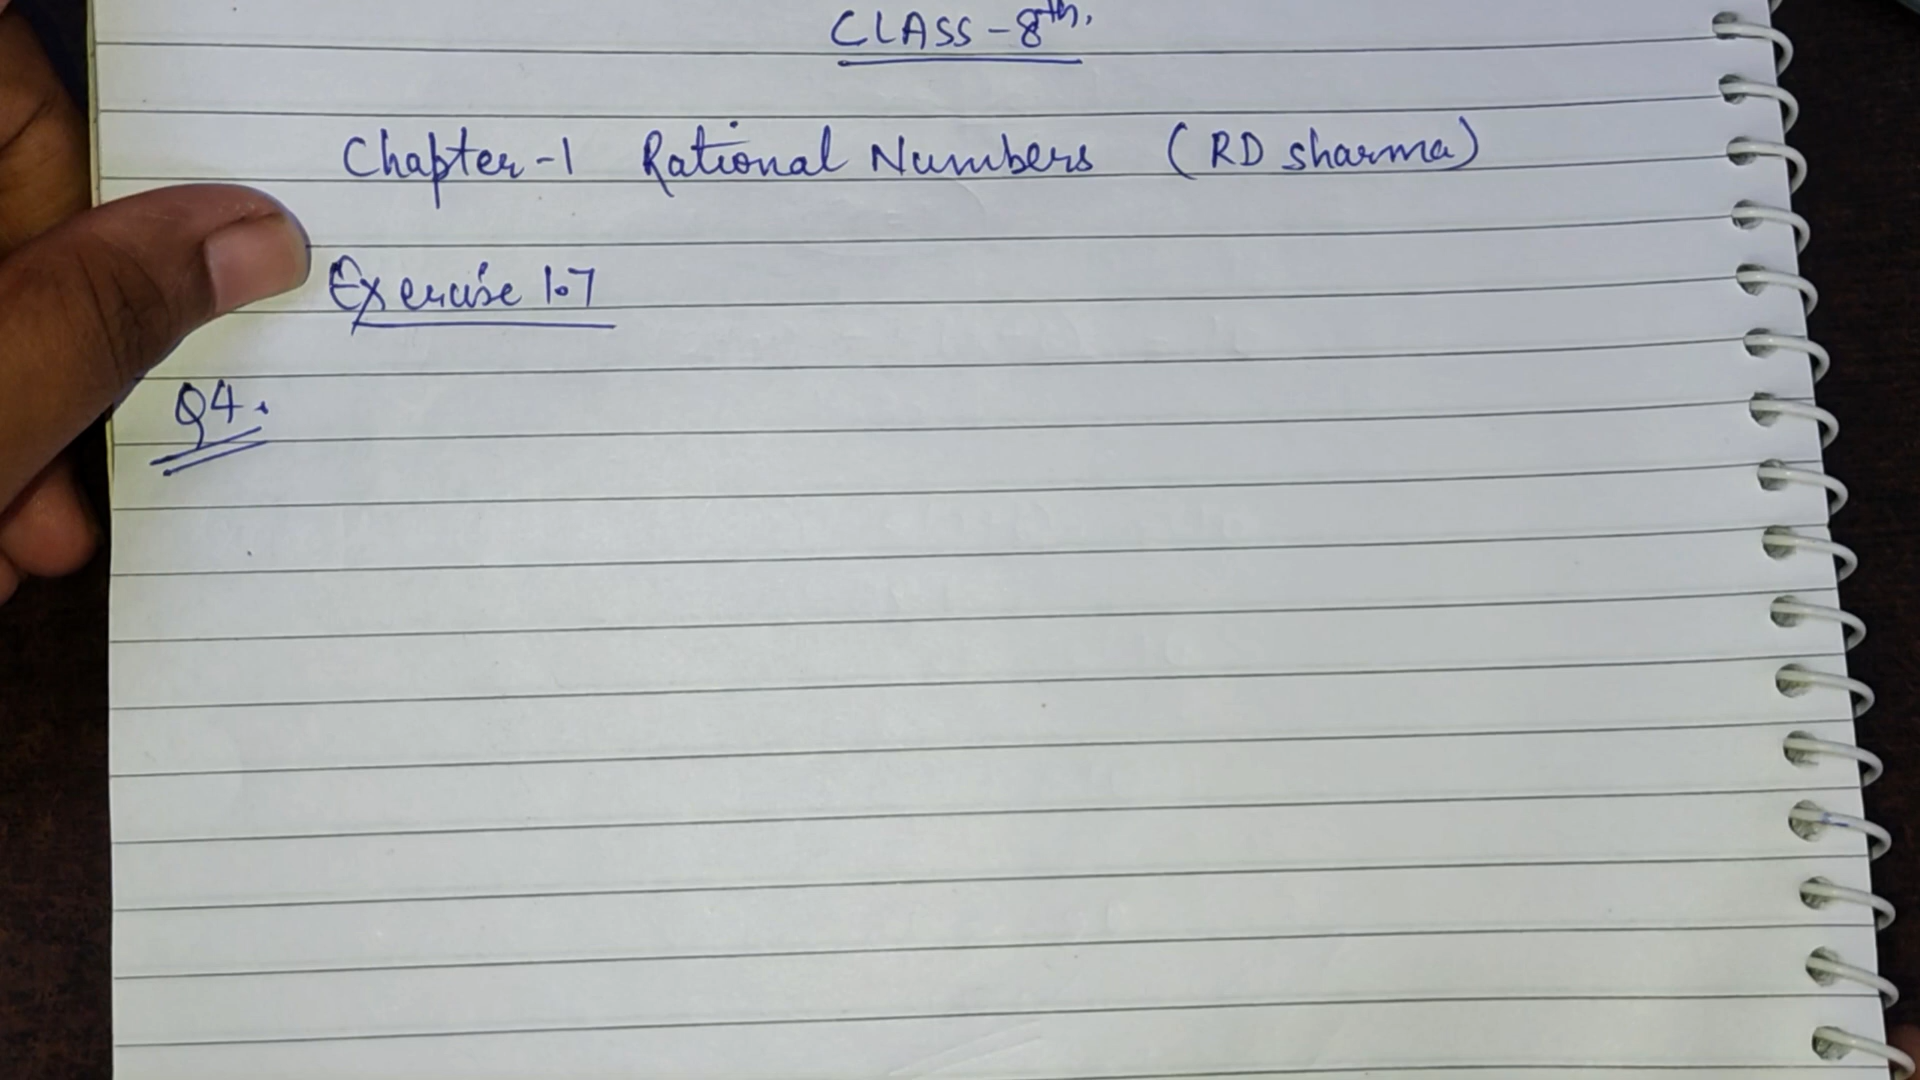 CLASS-8th.
Chapter-1 Rational Numbers (RD sharma)
Exercise 1.7
Q4.